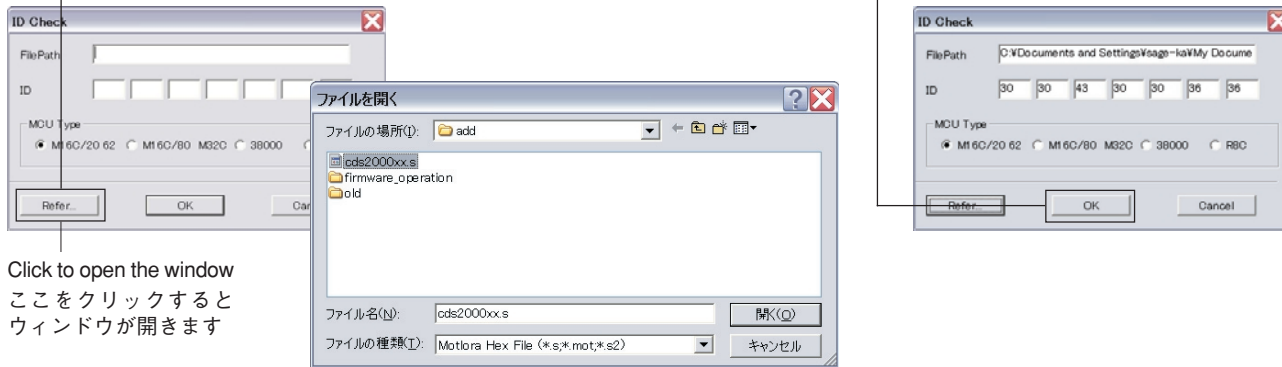 ID Check
FilePath
ID
MCU Type
M16C/20 62 M16C/80 M32C 38000
Refer...
OK
Click to open the window
ここをクリックすると
ウィンドウが開きます
ファイルを開く
ファイルの場所(I):
add
cds2000xx.s
firmware_operation
old
ファイル名(N):
cds2000xx.s
開く(O)
ファイルの種類(T):
Motlora Hex File (*.s;*.mot;*.s2)
キャンセル
ID Check
FilePath
C:¥Documents and Settings¥sage-ka¥My Docume
ID
30 30 43 30 30 36 36
MCU Type
M16C/20 62 M16C/80 M32C 38000 R8C
Refer...
OK
Cancel